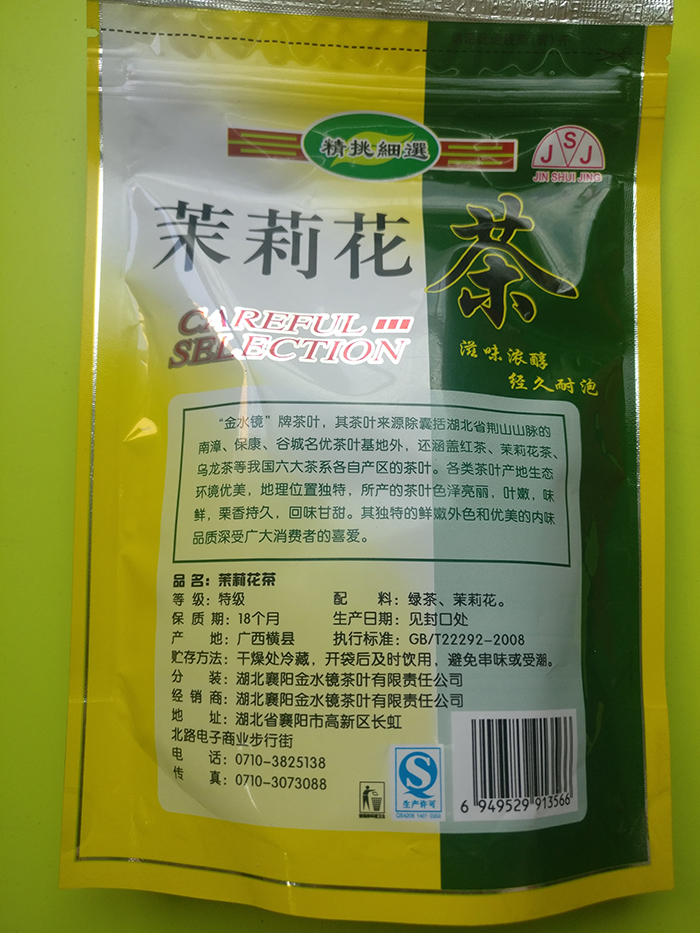 精挑细選
JSJ
JIN SHUI JING
茉莉花茶
CAREFUL
SELECTION
滋味浓醇
经久耐泡
“金水镜”牌茶叶，其茶叶来源除囊括湖北省荆山山脉的
南漳、保康、谷城名优茶叶基地外，还涵盖红茶、茉莉花茶、
乌龙茶等我国六大茶系各自产区的茶叶。各类茶叶产地生态
环境优美，地理位置独特，所产的茶叶色泽亮丽，叶嫩，味
鲜，栗香持久，回味甘甜。其独特的鲜嫩外色和优美的内味
品质深受广大消费者的喜爱。
品名：茉莉花茶
等级：特级 配料：绿茶、茉莉花。
保质期：18个月 生产日期：见封口处
产地：广西横县 执行标准：GB/T22292-2008
贮存方法：干燥处冷藏，开袋后及时饮用，避免串味或受潮。
分装：湖北襄阳金水镜茶叶有限责任公司
经销商：湖北襄阳金水镜茶叶有限责任公司
地址：湖北省襄阳市高新区长虹
北路电子商业步行街
电话：0710-3825138
传真：0710-3073088
生产许可
6 949529 913566